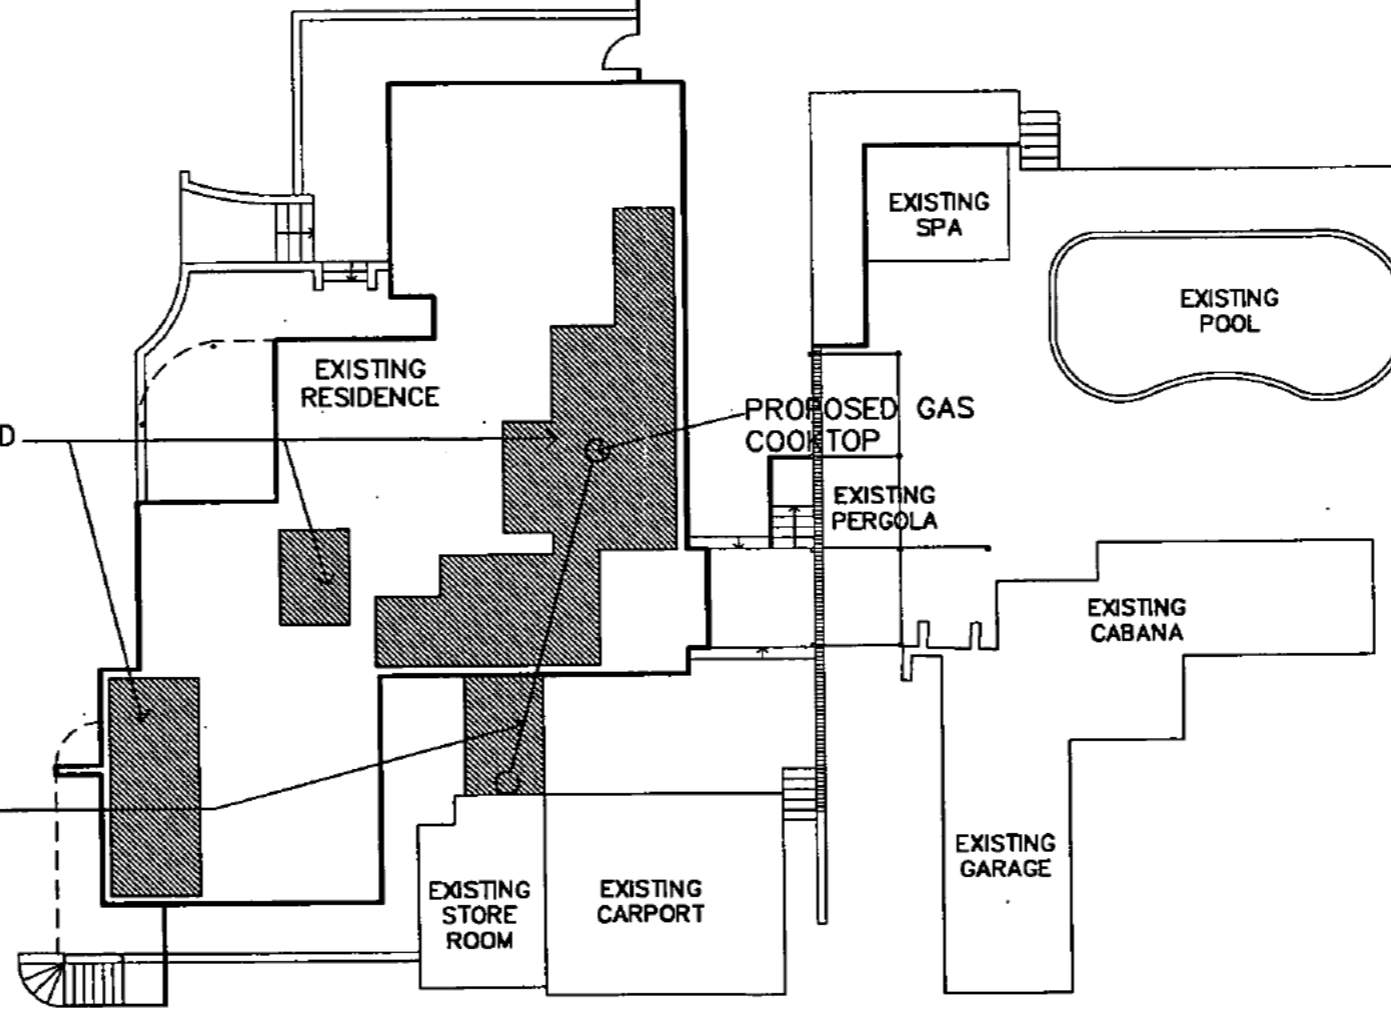 EXISTING
SPA
EXISTING
POOL
EXISTING
RESIDENCE
PROPOSED GAS
COOKTOP
D
EXISTING
PERGOLA
EXISTING
CABANA
EXISTING
GARAGE
EXISTING
STORE
ROOM
EXISTING
CARPORT